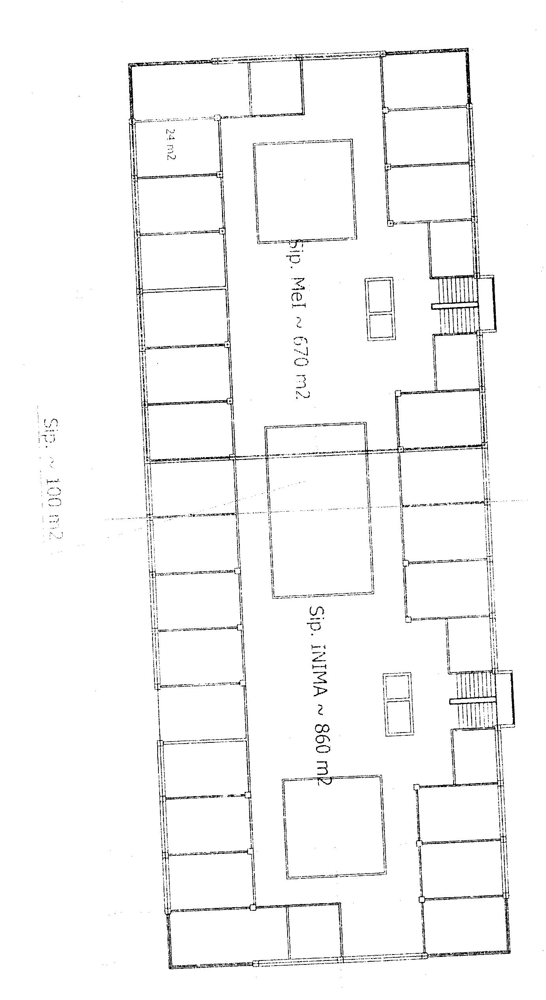 24 m2
Sip. MeI ~ 670 m2
Sip. ~ 100 m2
Sip. INIMA ~ 860 m2